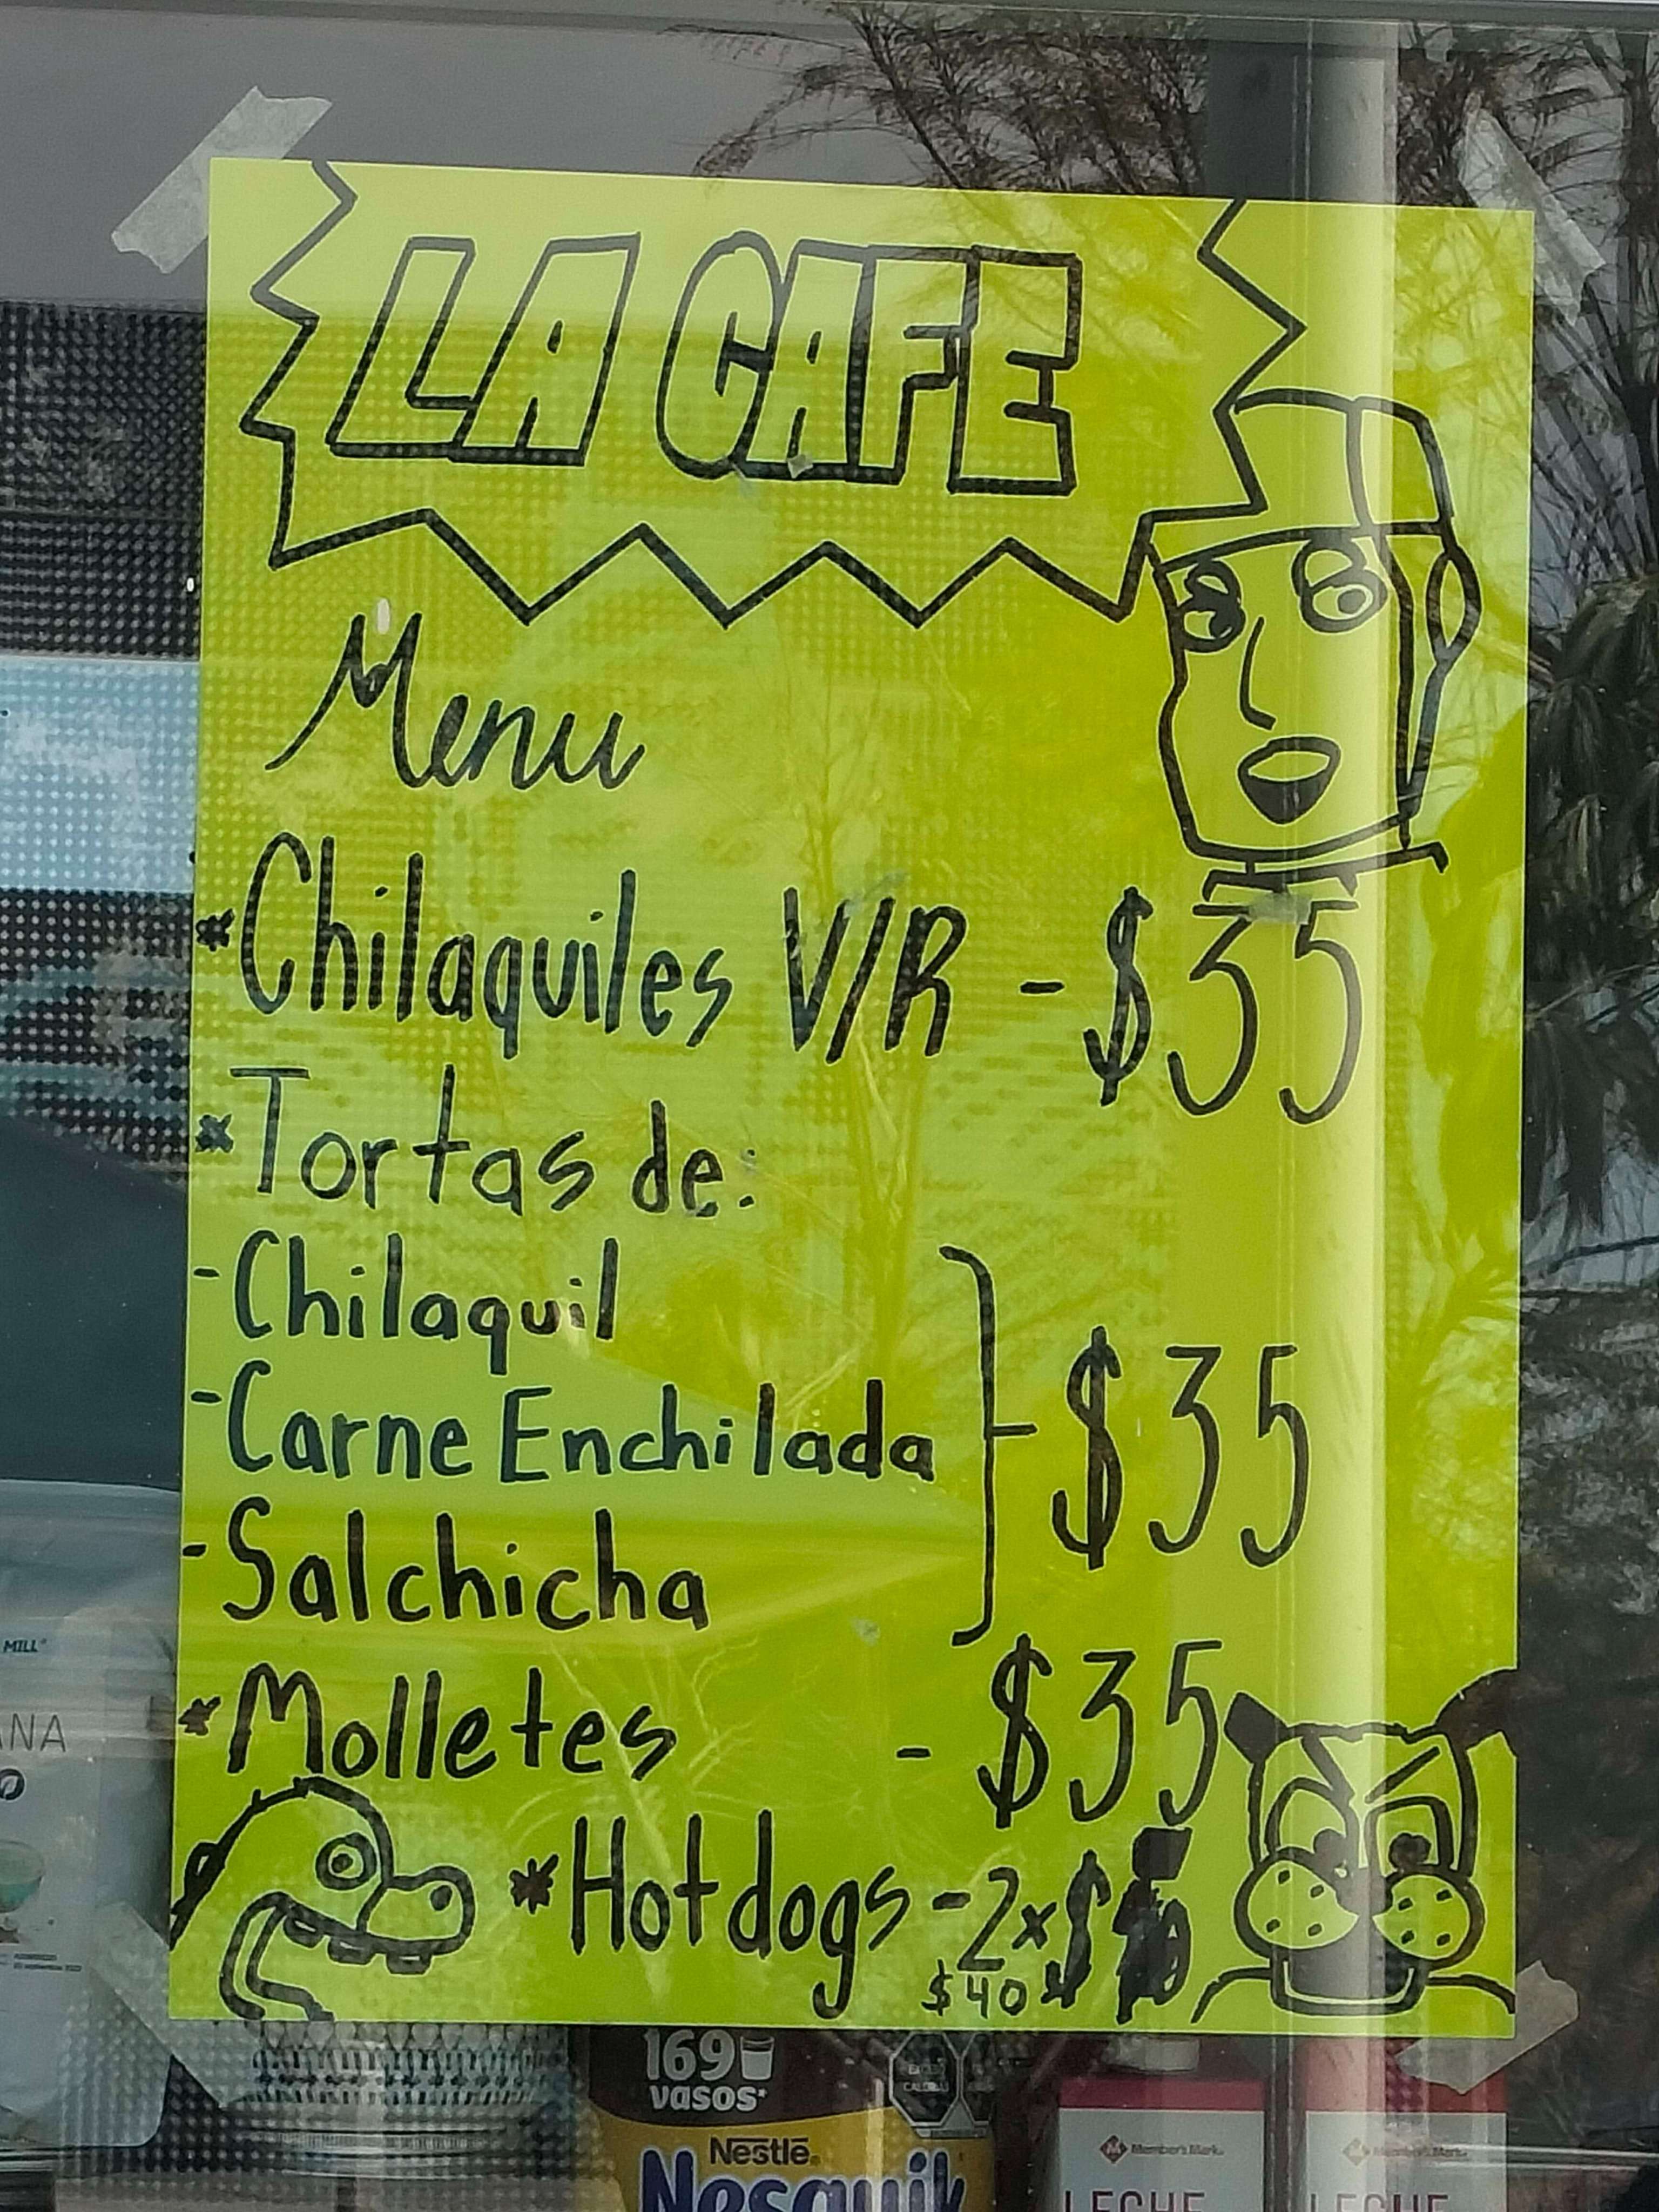 LA CAFE
Menu
*Chilaquiles V/R - $35
*Tortas de:
-Chilaquil
-Carne Enchilada
-Salchicha
- $35
*Molletes - $35
*Hotdogs - 2x$
$40
MILL
ANA
169
vasos*
Nestlé
Nesquik
Member's Mark
LECHE
Member's Mark
LECHE